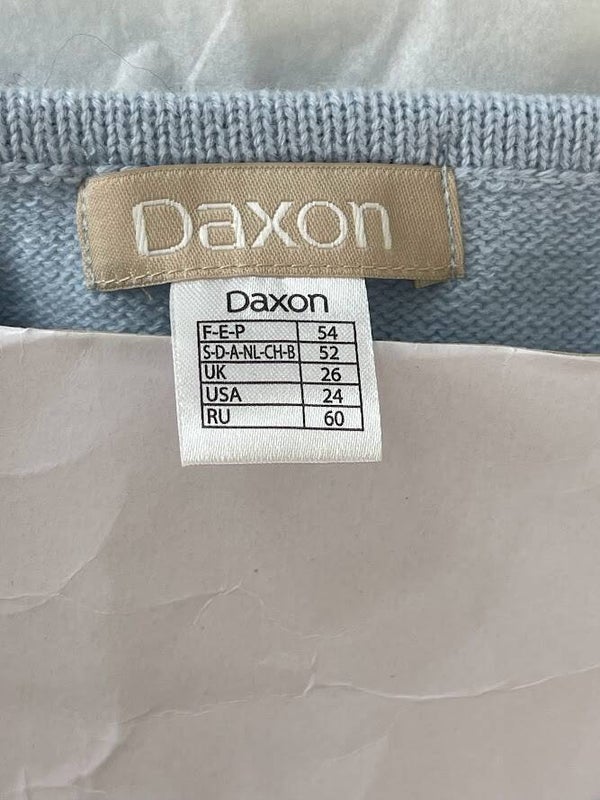 Daxon
Daxon
F-E-P 54
S-D-A-NL-CH-B 52
UK 26
USA 24
RU 60